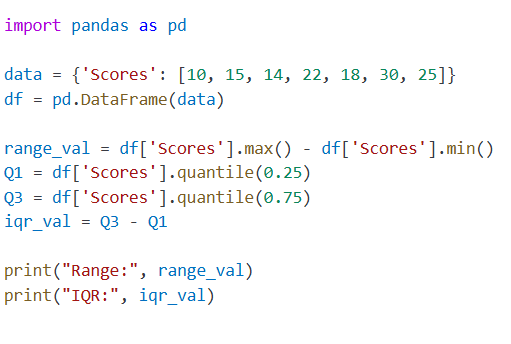 import pandas as pd
data = {'Scores': [10, 15, 14, 22, 18, 30, 25]}
df = pd.DataFrame(data)
range_val = df['Scores'].max() - df['Scores'].min()
Q1 = df['Scores'].quantile(0.25)
Q3 = df['Scores'].quantile(0.75)
iqr_val = Q3 - Q1
print("Range:", range_val)
print("IQR:", iqr_val)